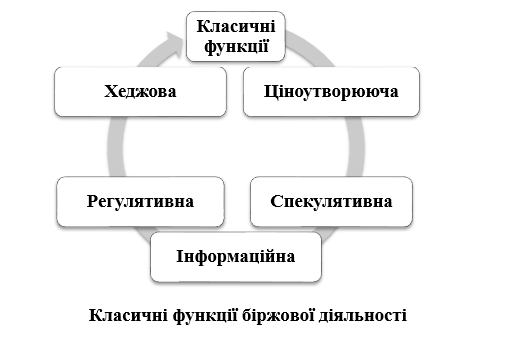 Класичні
функції
Хеджова
Ціноутворююча
Регулятивна
Спекулятивна
Інформаційна
Класичні функції біржової діяльності